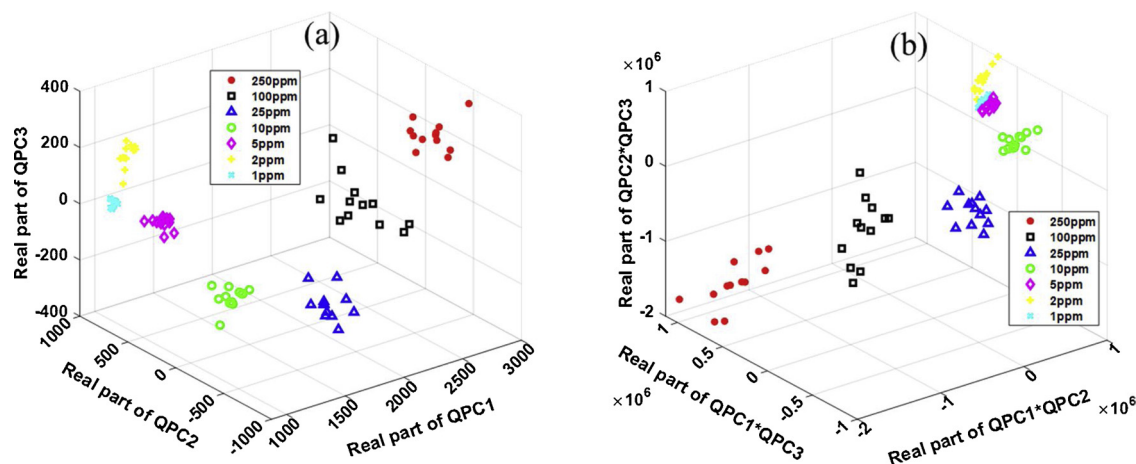 (a)
Real part of QPC3
400
200
0
-200
-400
250ppm
100ppm
25ppm
10ppm
5ppm
2ppm
1ppm
1000
500
0
-500
-1000
Real part of QPC2
1000
1500
2000
2500
3000
Real part of QPC1
(b)
×10⁶
Real part of QPC2*QPC3
1
0
-1
-2
250ppm
100ppm
25ppm
10ppm
5ppm
2ppm
1ppm
1
0.5
0
-0.5
-1
×10⁶
Real part of QPC1*QPC3
-2
-1
0
1
×10⁶
Real part of QPC1*QPC2